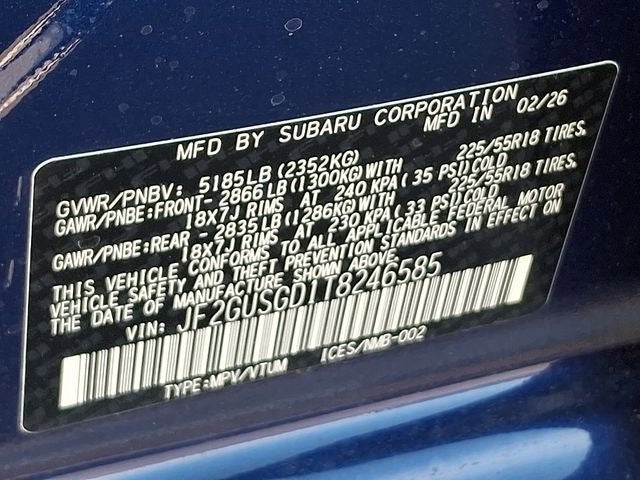 MFD BY SUBARU CORPORATION
MFD IN 02/26
GVWR/PNBV: 5185LB (2352KG)
GAWR/PNBE:FRONT- 2866LB(1300KG)WITH 225/55R18 TIRES,
18X7J RIMS AT 240 KPA(35 PSI)COLD
GAWR/PNBE:REAR - 2835LB(1286KG)WITH 225/55R18 TIRES,
18X7J RIMS AT 230 KPA(33 PSI)COLD
THIS VEHICLE CONFORMS TO ALL APPLICABLE FEDERAL MOTOR
VEHICLE SAFETY AND THEFT PREVENTION STANDARDS IN EFFECT ON
THE DATE OF MANUFACTURE SHOWN ABOVE.
VIN: JF2GUSGD1T8246585
TYPE:MPV/VTUM ICES/NMB-002